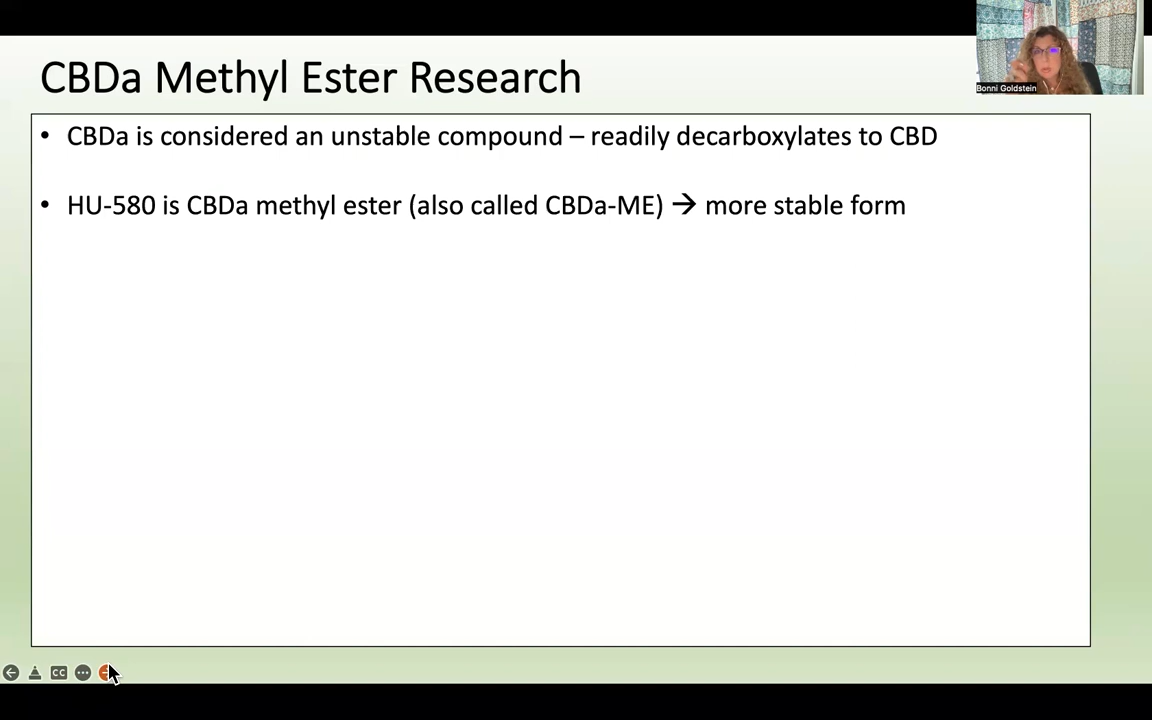 CBDa Methyl Ester Research
Bonni Goldstein
• CBDa is considered an unstable compound – readily decarboxylates to CBD
• HU-580 is CBDa methyl ester (also called CBDa-ME) → more stable form
CC